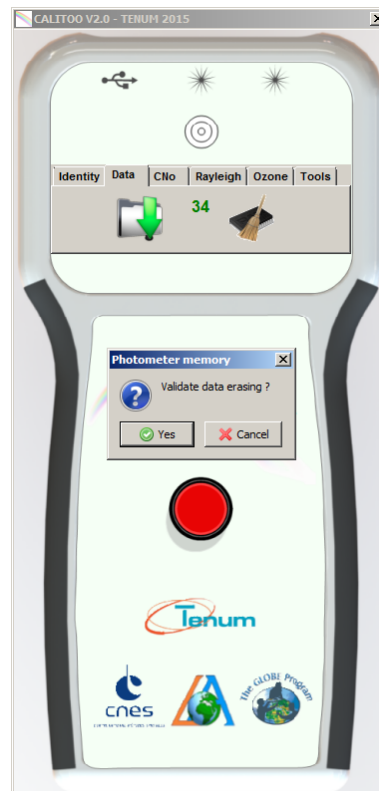 CALITOO V2.0 - TENUM 2015
Identity Data CNo Rayleigh Ozone Tools
34
Photometer memory
Validate data erasing ?
Yes Cancel
Tenum
cnes
The GLOBE Program